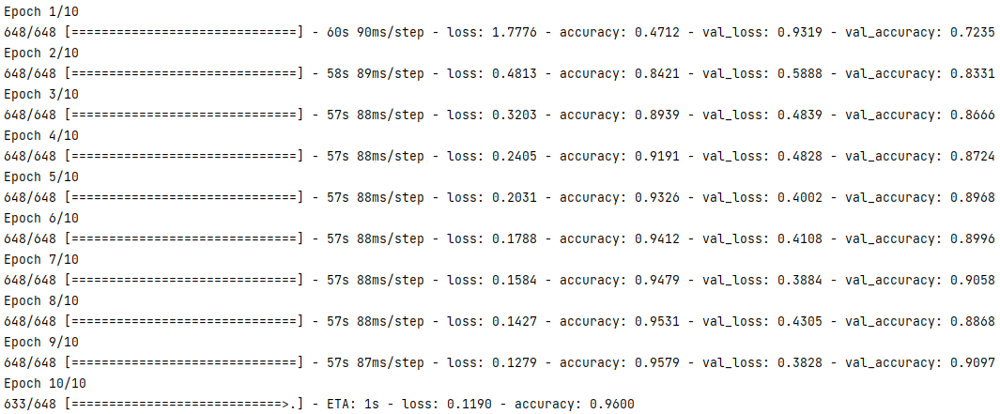 Epoch 1/10
648/648 [==============================] - 60s 90ms/step - loss: 1.7776 - accuracy: 0.4712 - val_loss: 0.9319 - val_accuracy: 0.7235
Epoch 2/10
648/648 [==============================] - 58s 89ms/step - loss: 0.4813 - accuracy: 0.8421 - val_loss: 0.5888 - val_accuracy: 0.8331
Epoch 3/10
648/648 [==============================] - 57s 88ms/step - loss: 0.3203 - accuracy: 0.8939 - val_loss: 0.4839 - val_accuracy: 0.8666
Epoch 4/10
648/648 [==============================] - 57s 88ms/step - loss: 0.2405 - accuracy: 0.9191 - val_loss: 0.4828 - val_accuracy: 0.8724
Epoch 5/10
648/648 [==============================] - 57s 88ms/step - loss: 0.2031 - accuracy: 0.9326 - val_loss: 0.4002 - val_accuracy: 0.8968
Epoch 6/10
648/648 [==============================] - 57s 88ms/step - loss: 0.1788 - accuracy: 0.9412 - val_loss: 0.4108 - val_accuracy: 0.8996
Epoch 7/10
648/648 [==============================] - 57s 88ms/step - loss: 0.1584 - accuracy: 0.9479 - val_loss: 0.3884 - val_accuracy: 0.9058
Epoch 8/10
648/648 [==============================] - 57s 88ms/step - loss: 0.1427 - accuracy: 0.9531 - val_loss: 0.4305 - val_accuracy: 0.8868
Epoch 9/10
648/648 [==============================] - 57s 87ms/step - loss: 0.1279 - accuracy: 0.9579 - val_loss: 0.3828 - val_accuracy: 0.9097
Epoch 10/10
633/648 [============================>.] - ETA: 1s - loss: 0.1190 - accuracy: 0.9600